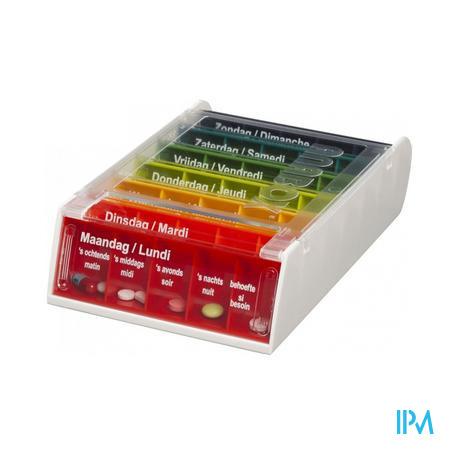 Zondag / Dimanche
Zaterdag / Samedi
Vrijdag / Vendredi
Donderdag / Jeudi
Dinsdag / Mardi
Maandag / Lundi
's ochtends
matin
's middags
midi
's avonds
soir
's nachts
nuit
behoefte
si
besoin
IPM